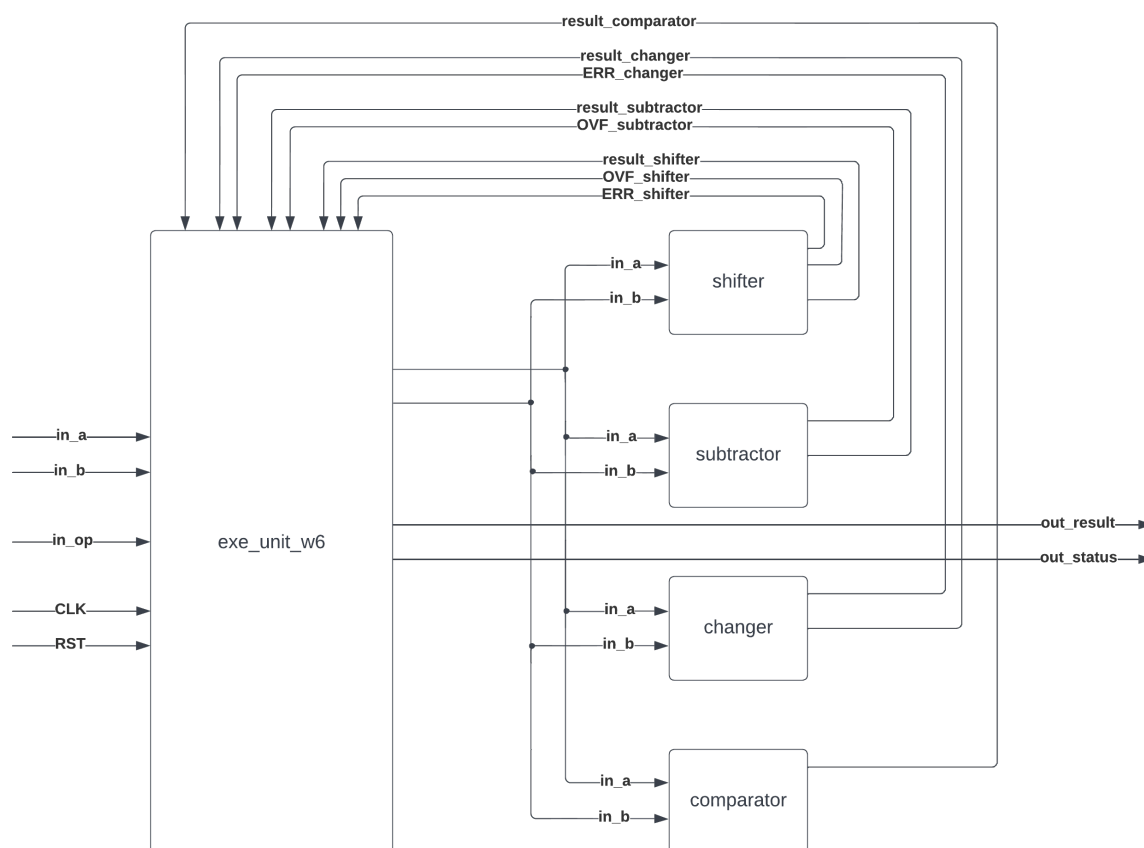 result_comparator
result_changer
ERR_changer
result_subtractor
OVF_subtractor
result_shifter
OVF_shifter
ERR_shifter
in_a
in_b
shifter
in_a
in_b
subtractor
in_a
in_b
in_op
CLK
RST
exe_unit_w6
out_result
out_status
in_a
in_b
changer
in_a
in_b
comparator